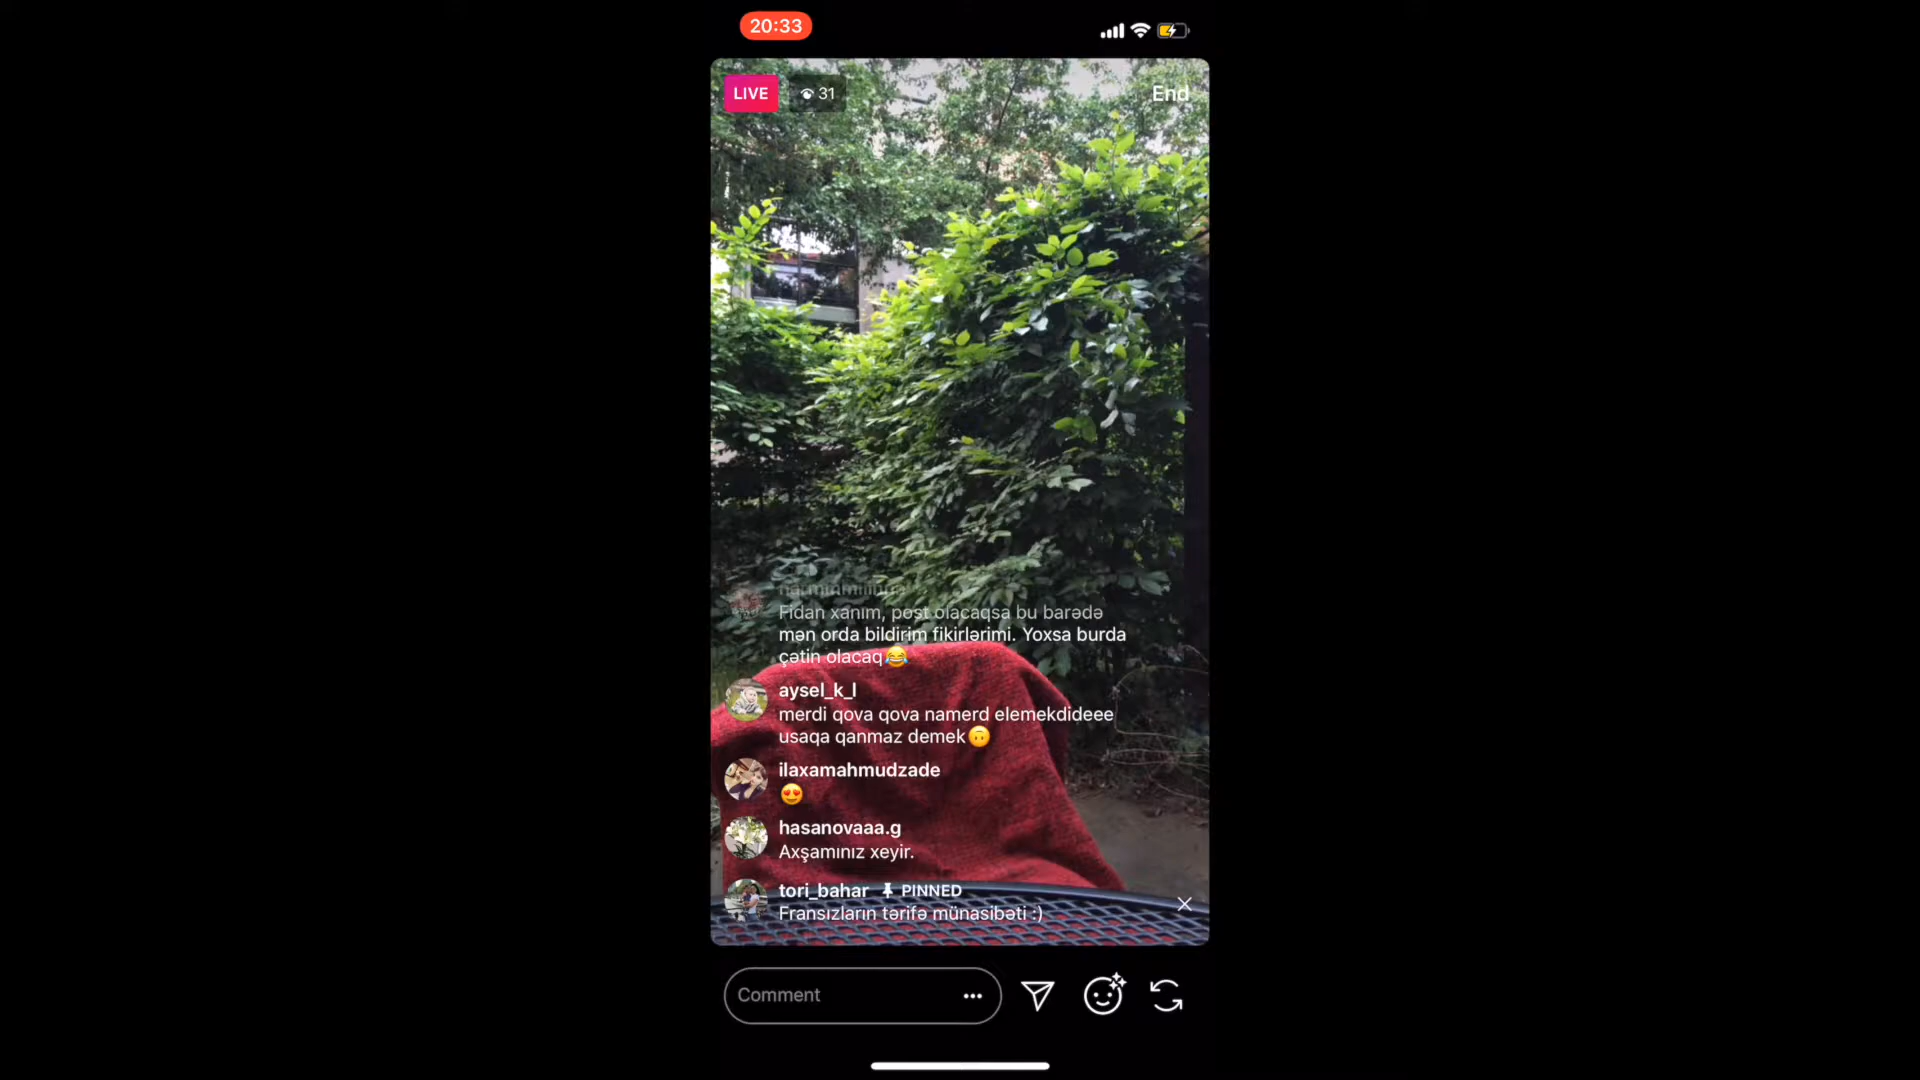 20:33
LIVE
31
End
Fidan xanım, post olacaqsa bu barədə
mən orda bildirim fikirlərimi. Yoxsa burda
çətin olacaq😂
aysel_k_l
merdi qova qova namerd elemekdideee
usaqa qanmaz demek🙃
ilaxamahmudzade
😍
hasanovaaa.g
Axşamınız xeyir.
tori_bahar PINNED
Fransızların tərifə münasibəti :)
Comment